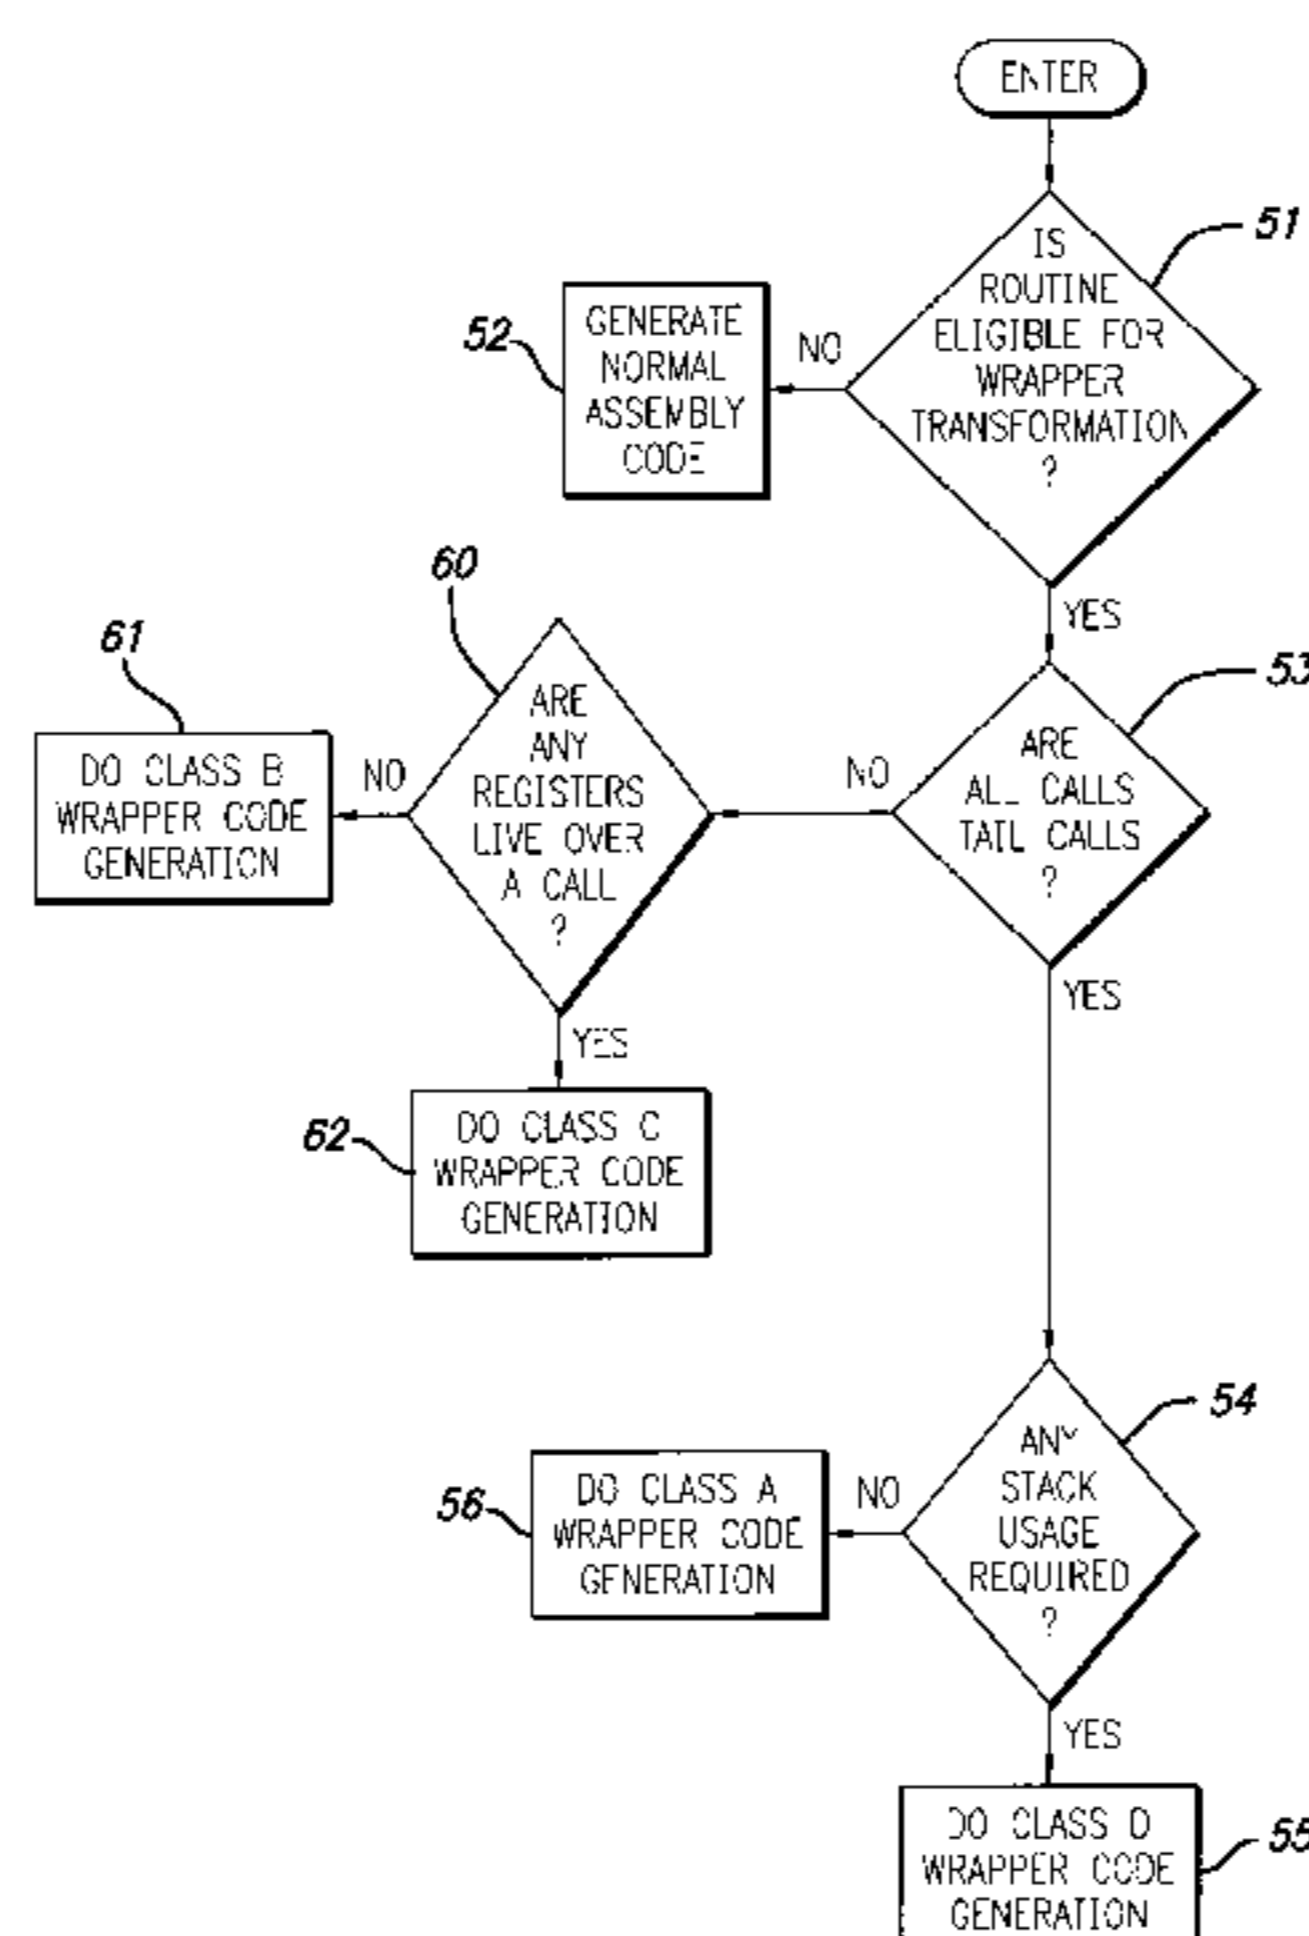 ENTER
51
IS
ROUTINE
ELIGIBLE FOR
WRAPPER
TRANSFORMATION
?
NO
52
GENERATE
NORMAL
ASSEMBLY
CODE
YES
53
ARE
ALL CALLS
TAIL CALLS
?
NO
60
ARE
ANY
REGISTERS
LIVE OVER
A CALL
?
NO
61
DO CLASS B
WRAPPER CODE
GENERATION
YES
62
DO CLASS C
WRAPPER CODE
GENERATION
YES
54
ANY
STACK
USAGE
REQUIRED
?
NO
56
DO CLASS A
WRAPPER CODE
GENERATION
YES
55
DO CLASS D
WRAPPER CODE
GENERATION